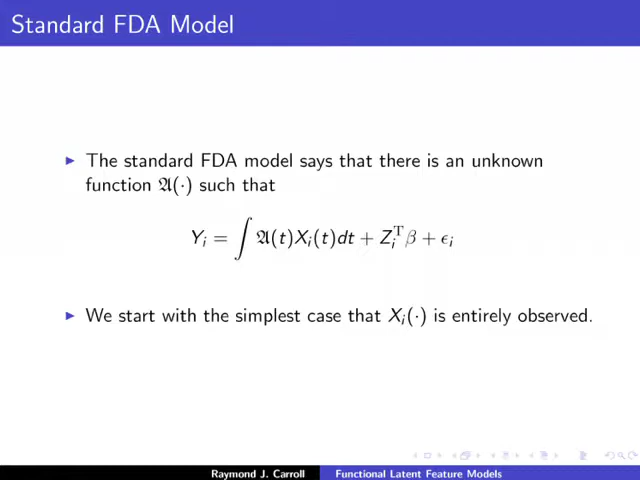 Standard FDA Model
▶ The standard FDA model says that there is an unknown
function 𝔄(·) such that
Yᵢ = ∫ 𝔄(t)Xᵢ(t)dt + Zᵢᵀβ + ϵᵢ
▶ We start with the simplest case that Xᵢ(·) is entirely observed.
Raymond J. Carroll Functional Latent Feature Models